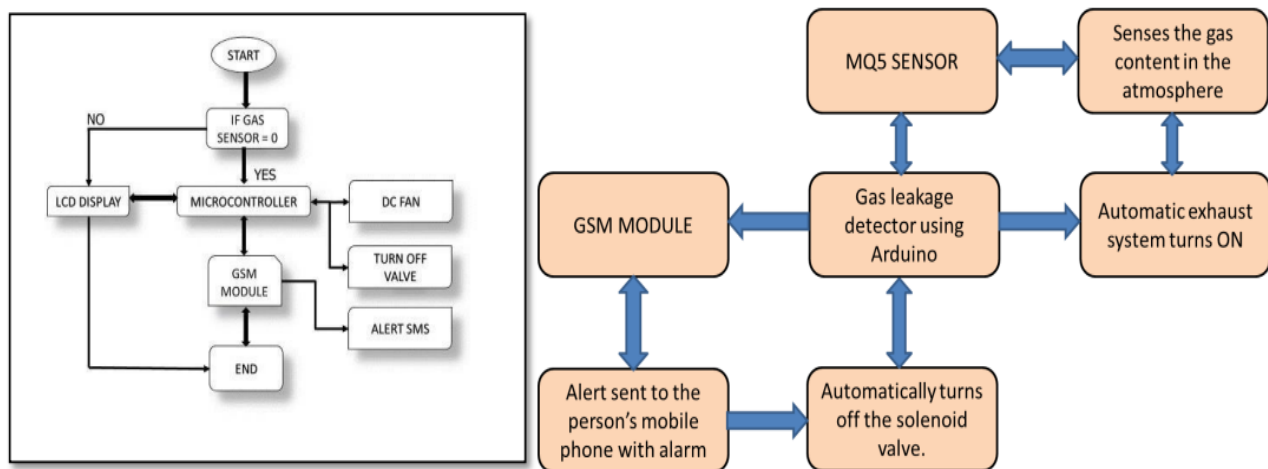 START
IF GAS
SENSOR = 0
NO
YES
LCD DISPLAY
MICROCONTROLLER
DC FAN
TURN OFF
VALVE
GSM
MODULE
ALERT SMS
END
MQ5 SENSOR
Senses the gas
content in the
atmosphere
GSM MODULE
Gas leakage
detector using
Arduino
Automatic exhaust
system turns ON
Alert sent to the
person's mobile
phone with alarm
Automatically turns
off the solenoid
valve.